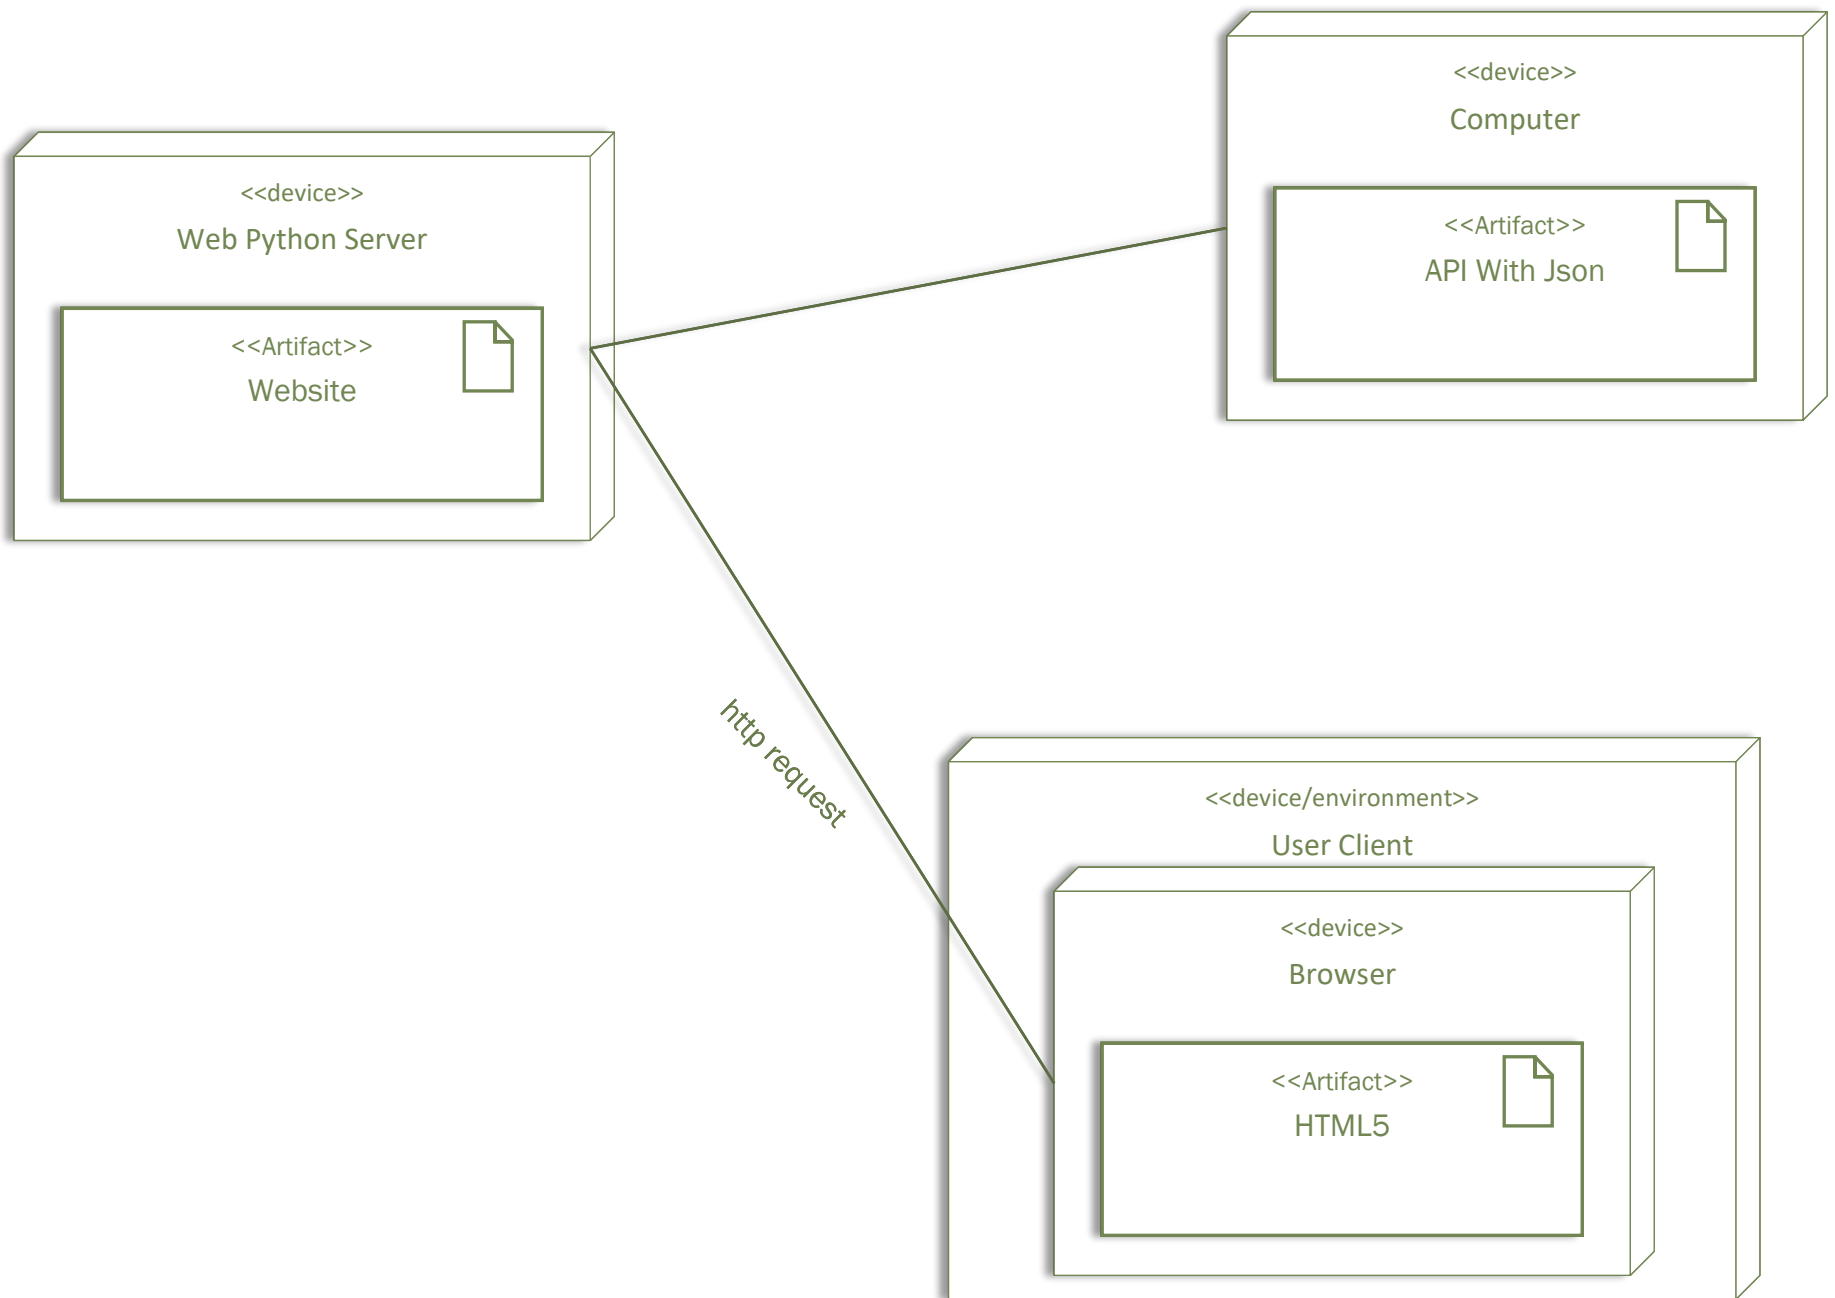 <<device>>
Web Python Server
<<Artifact>>
Website
<<device>>
Computer
<<Artifact>>
API With Json
http request
<<device/environment>>
User Client
<<device>>
Browser
<<Artifact>>
HTML5